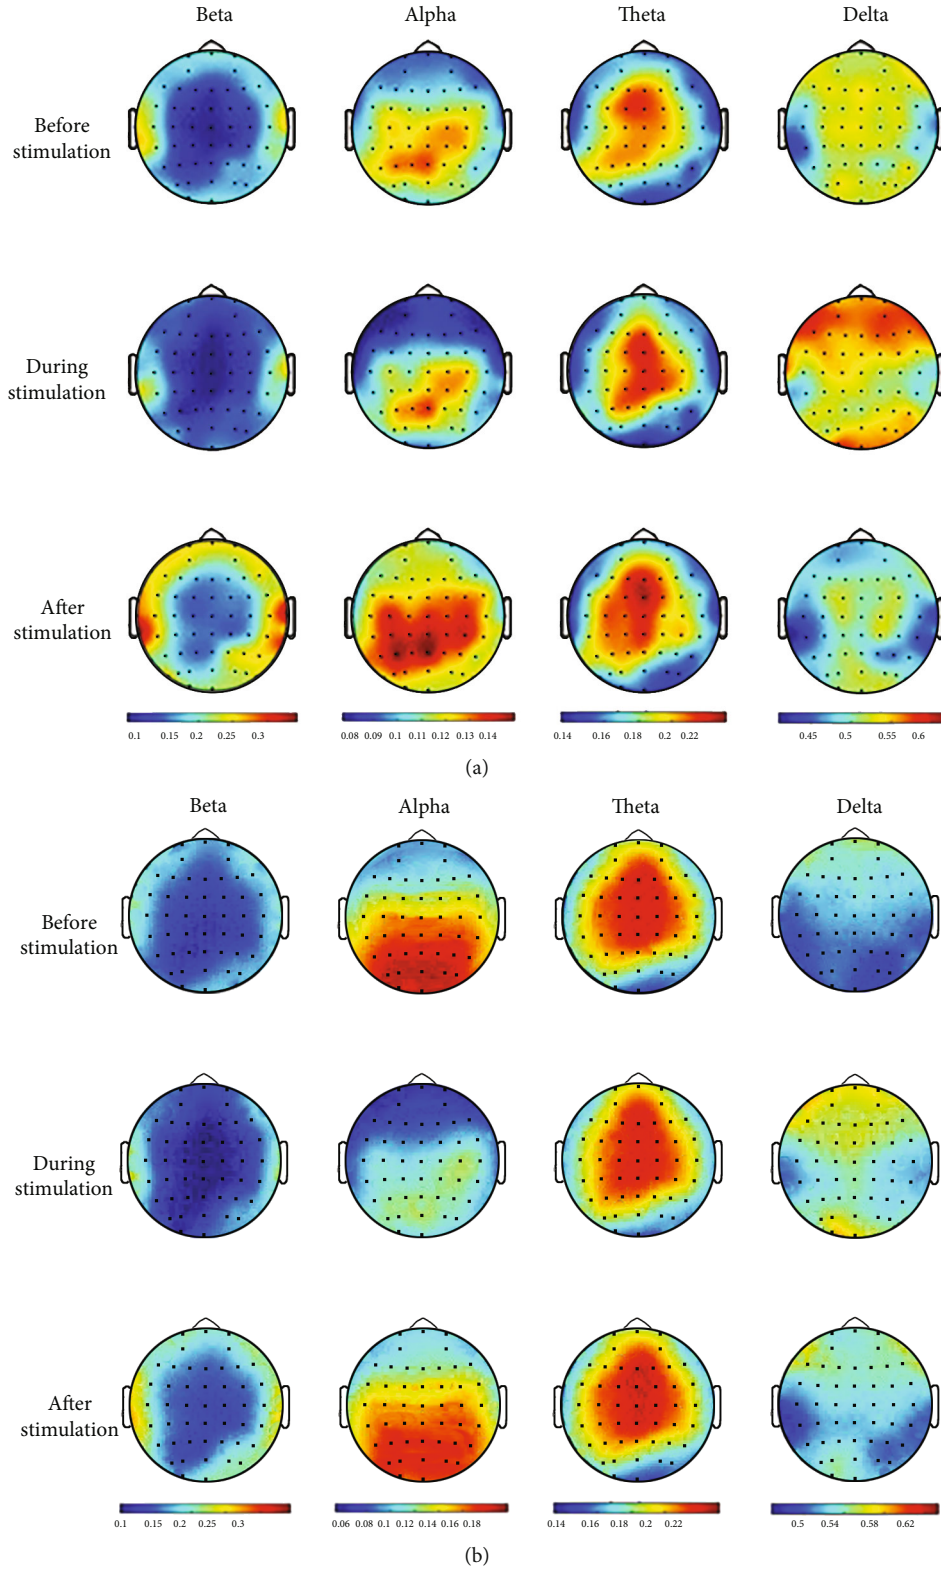 Beta Alpha Theta Delta
Before
stimulation
During
stimulation
After
stimulation
0.1 0.15 0.2 0.25 0.3
0.08 0.09 0.1 0.11 0.12 0.13 0.14
0.14 0.16 0.18 0.2 0.22
0.45 0.5 0.55 0.6
(a)
Beta Alpha Theta Delta
Before
stimulation
During
stimulation
After
stimulation
0.1 0.15 0.2 0.25 0.3
0.06 0.08 0.1 0.12 0.14 0.16 0.18
0.14 0.16 0.18 0.2 0.22
0.5 0.54 0.58 0.62
(b)